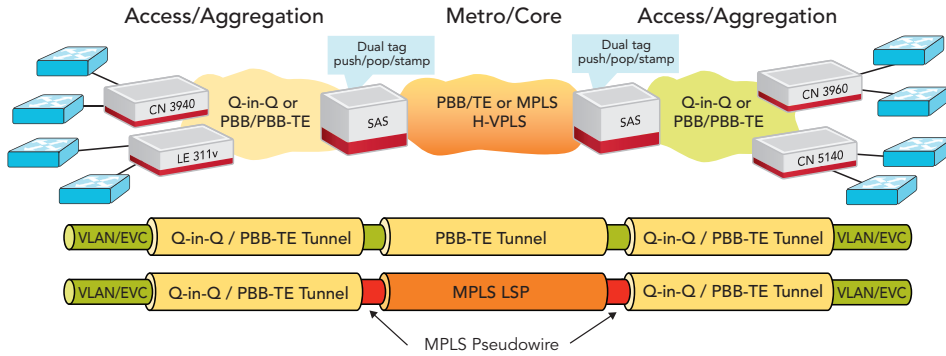 Access/Aggregation Metro/Core Access/Aggregation
Dual tag
push/pop/stamp
Dual tag
push/pop/stamp
CN 3940
LE 311v
Q-in-Q or
PBB/PBB-TE
SAS
PBB/TE or MPLS
H-VPLS
SAS
Q-in-Q or
PBB/PBB-TE
CN 3960
CN 5140
VLAN/EVC Q-in-Q / PBB-TE Tunnel PBB-TE Tunnel Q-in-Q / PBB-TE Tunnel VLAN/EVC
VLAN/EVC Q-in-Q / PBB-TE Tunnel MPLS LSP Q-in-Q / PBB-TE Tunnel VLAN/EVC
MPLS Pseudowire